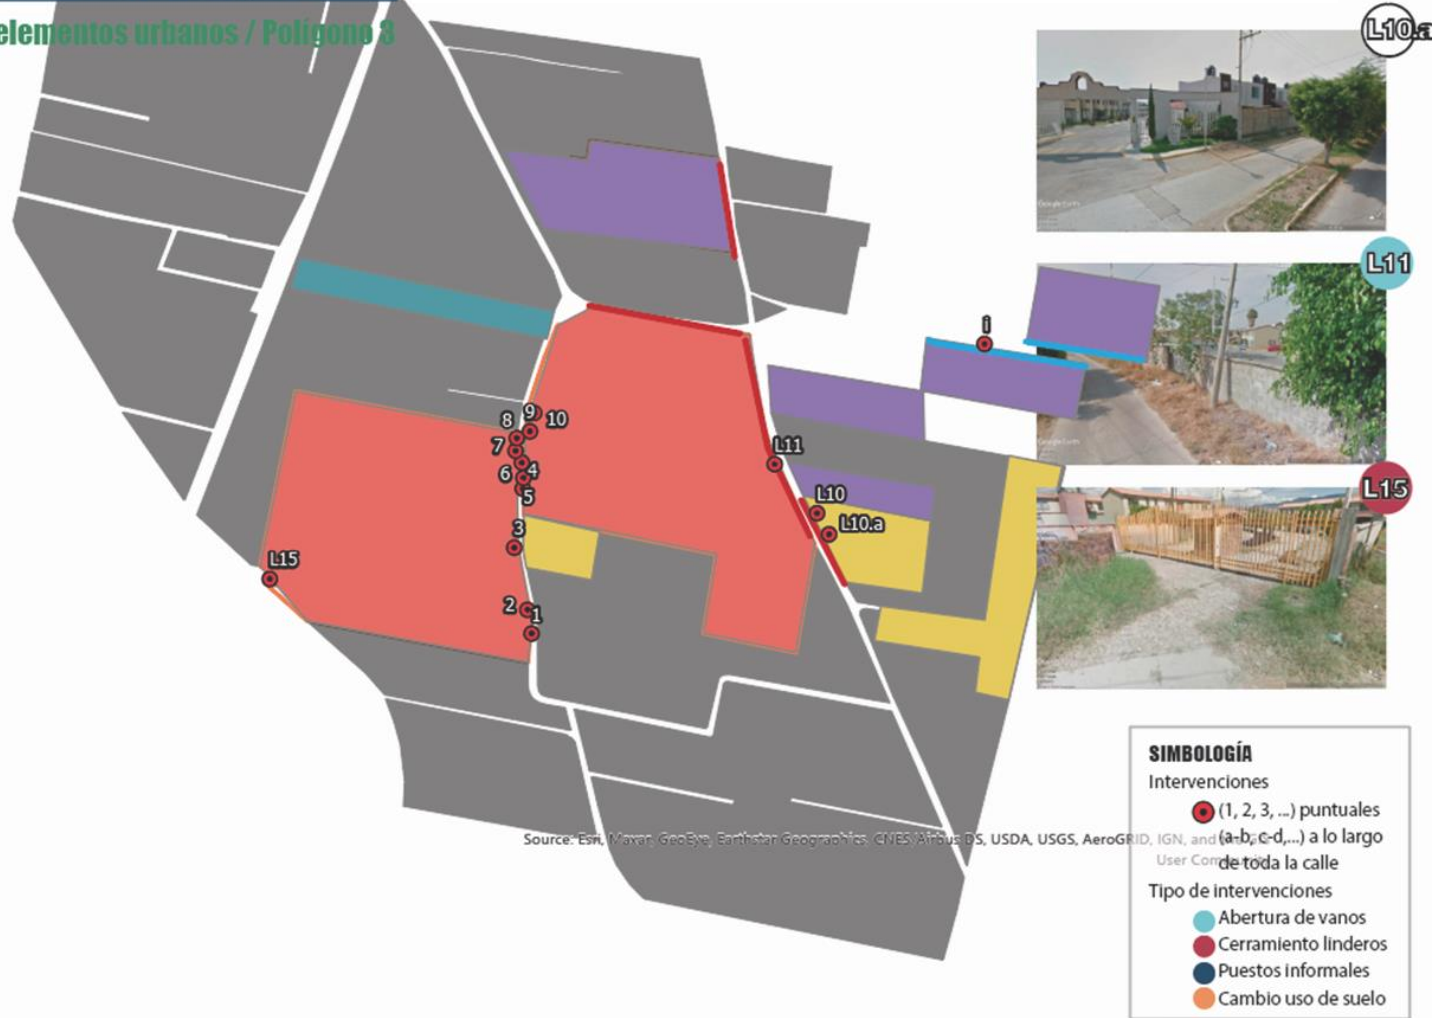 elementos urbanos / Polígono 3
L10.a
L11
L15
i
9
10
8
7
6
4
5
3
2
1
L11
L10
L10.a
L15
SIMBOLOGÍA
Intervenciones
(1, 2, 3, ...) puntuales
(a-b, c-d,...) a lo largo
de toda la calle
Tipo de intervenciones
Abertura de vanos
Cerramiento linderos
Puestos informales
Cambio uso de suelo
Source: Esri, Maxar, GeoEye, Earthstar Geographics, CNES/Airbus DS, USDA, USGS, AeroGRID, IGN, and
User